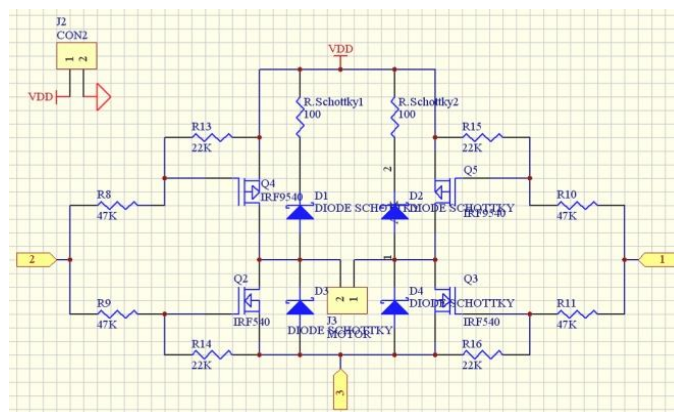 J2
CON2
1 2
VDD
VDD
R13
22K
R.Schottky1
100
R.Schottky2
100
R15
22K
2
Q4
IRF9540
Q5
IRF9540
R8
47K
D1
DIODE SCHOTTKY
D2
DIODE SCHOTTKY
R10
47K
2
1
1
Q2
IRF540
D3
DIODE SCHOTTKY
2 1
J3
MOTOR
D4
DIODE SCHOTTKY
Q3
IRF540
R9
47K
R11
47K
R14
22K
R16
22K
3